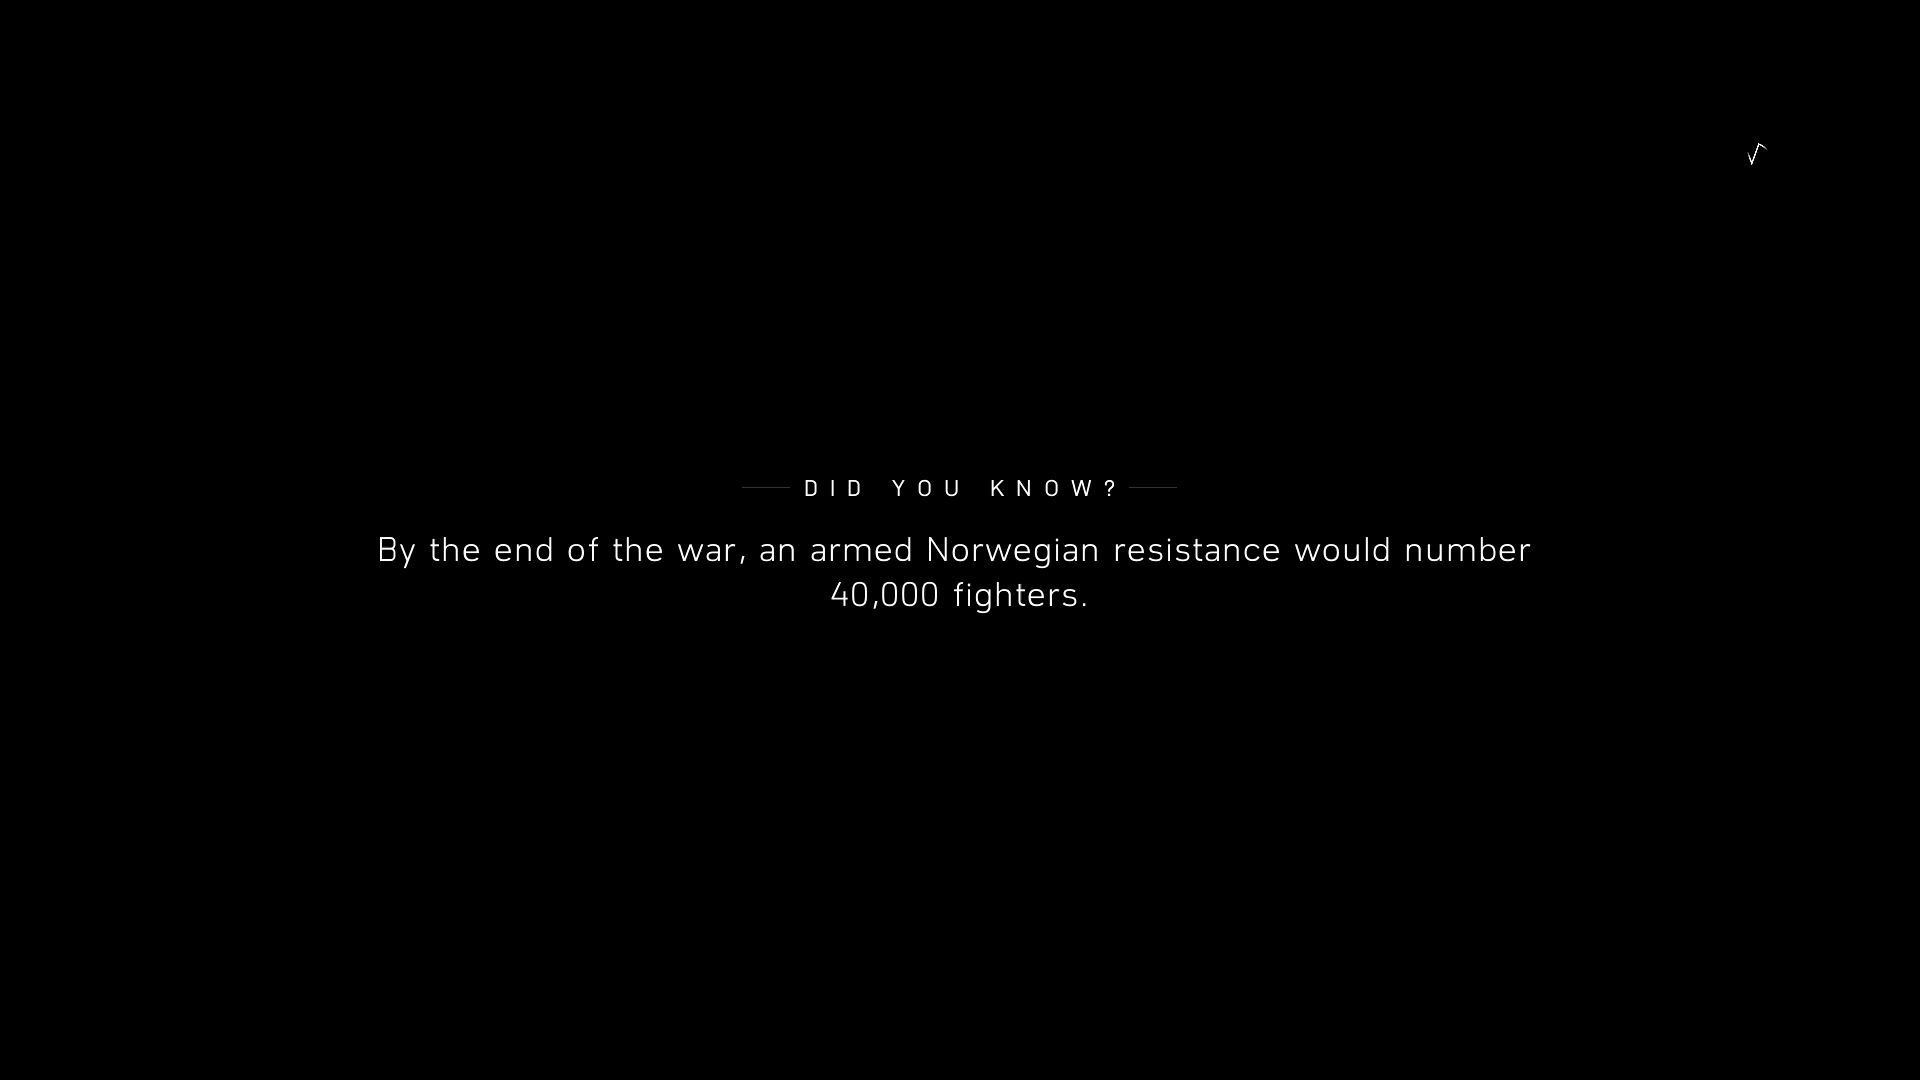 DID YOU KNOW?
By the end of the war, an armed Norwegian resistance would number
40,000 fighters.